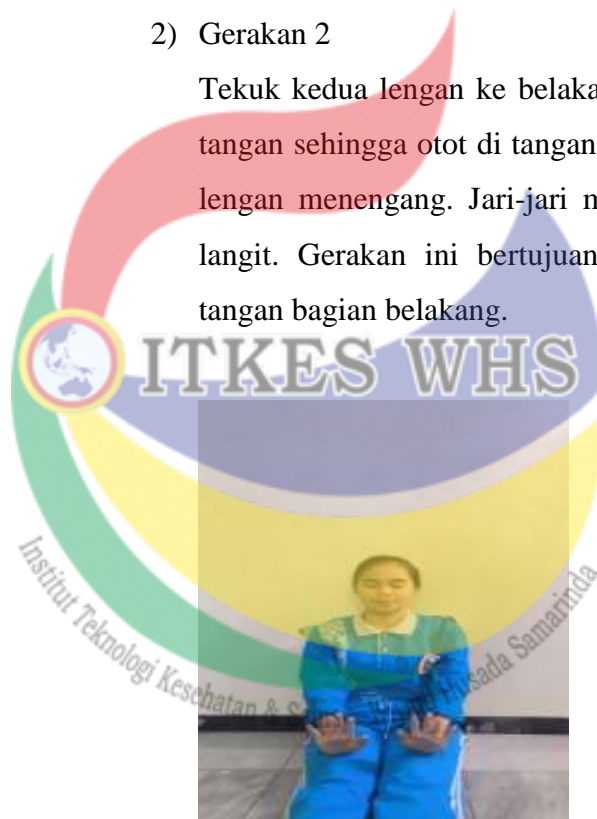 2) Gerakan 2
Tekuk kedua lengan ke
tangan sehingga otot di tangan
lengan menengang. Jari-jari
langit. Gerakan ini bertujuan
tangan bagian belakang.
ITKES WHS
Institut Teknologi Kesehatan & Husada Samarinda